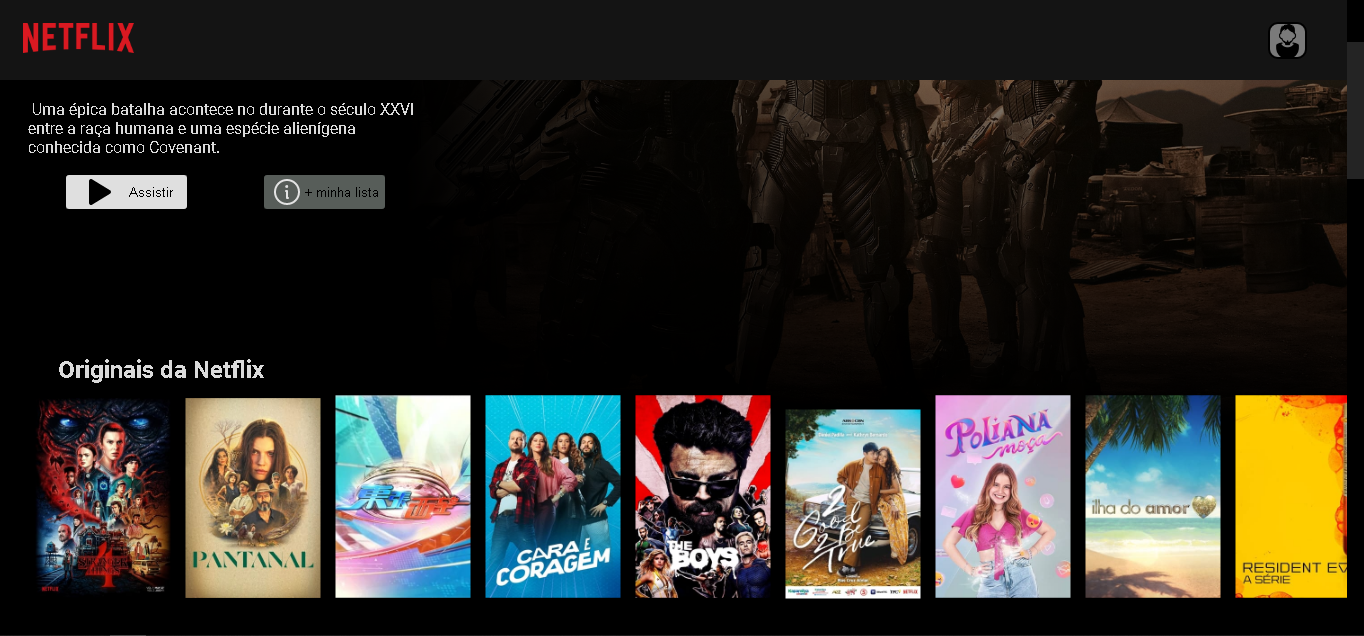 NETFLIX
Uma épica batalha acontece no durante o século XXVI
entre a raça humana e uma espécie alienígena
conhecida como Covenant.
Assistir
+ minha lista
Originais da Netflix
PANTANAL
CARA E
CORAGEM
THE
BOYS
2
Good
2 Be
True
NETFLIX
POLIANA
moça
ilha do amor
RESIDENT EV
A SÉRIE